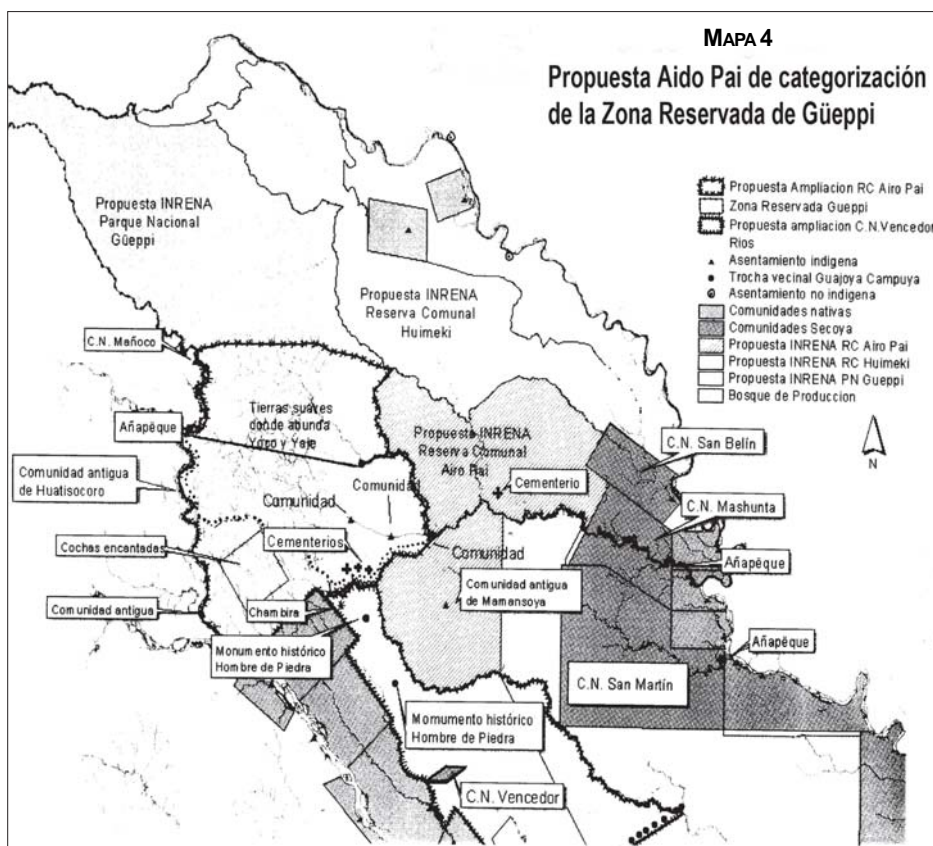 MAPA 4
Propuesta Aido Pai de categorización
de la Zona Reservada de Güeppi
Propuesta Ampliacion RC Airo Pai
Zona Reservada Gueppi
Propuesta ampliacion C.N.Vencedor
Rios
Asentamiento indigena
Trocha vecinal Guajoya Campuya
Asentamiento no indigena
Comunidades nativas
Comunidades Secoya
Propuesta INRENA RC Airo Pai
Propuesta INRENA RC Huimeki
Propuesta INRENA PN Gueppi
Bosque de Produccion
N
Propuesta INRENA
Parque Nacional
Güeppi
Propuesta INRENA
Reserva Comunal
Huimeki
C.N. Mañoco
Tierras suaves
donde abunda
Yoco y Yaje
Añapëque
Propuesta INRENA
Reserva Comunal
Airo Pai
C.N. San Belín
Comunidad antigua
de Huatisocoro
Comunidad
Comunidad
Cementerio
C.N. Mashunta
Cochas encantadas
Cementerios
Comunidad
Añapëque
Comunidad antigua
Chambira
Comunidad antigua
de Mamansoya
Monumento histórico
Hombre de Piedra
Añapëque
C.N. San Martín
Momumento histórico
Hombre de Piedra
C.N. Vencedor